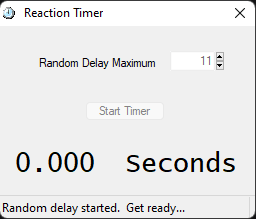 Reaction Timer
Random Delay Maximum 11
Start Timer
0.000 Seconds
Random delay started. Get ready...